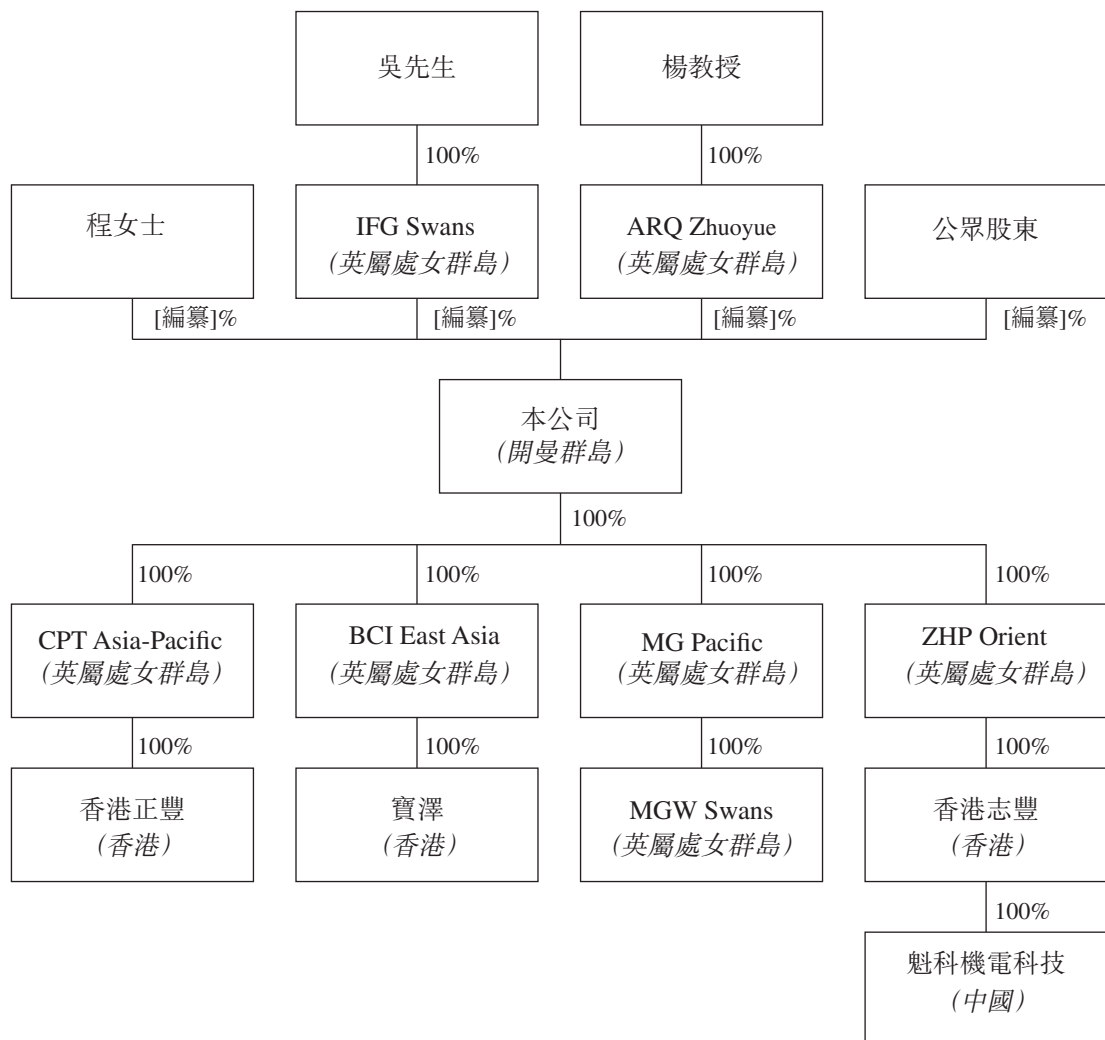 吳先生
楊教授
100%
100%
程女士
IFG Swans
(英屬處女群島)
ARQ Zhuoyue
(英屬處女群島)
公眾股東
[編纂]%
[編纂]%
[編纂]%
[編纂]%
本公司
(開曼群島)
100%
100%
100%
100%
100%
CPT Asia-Pacific
(英屬處女群島)
BCI East Asia
(英屬處女群島)
MG Pacific
(英屬處女群島)
ZHP Orient
(英屬處女群島)
100%
100%
100%
100%
香港正豐
(香港)
寶澤
(香港)
MGW Swans
(英屬處女群島)
香港志豐
(香港)
100%
魁科機電科技
(中國)